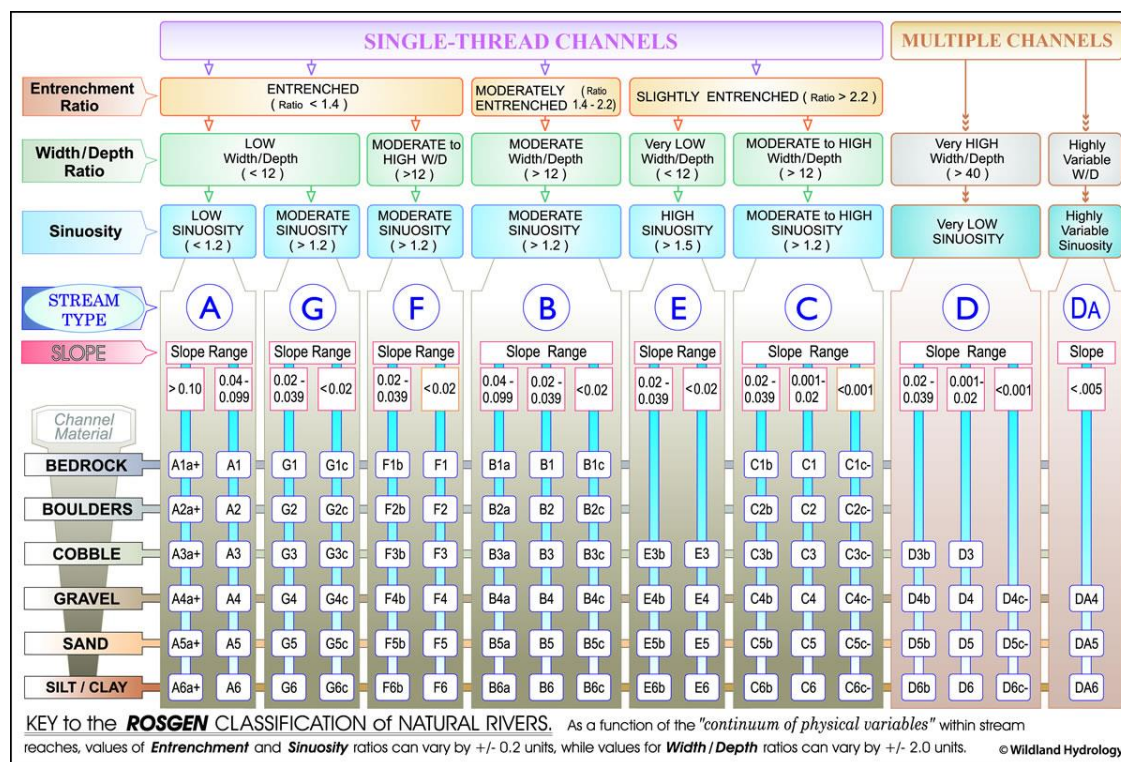 SINGLE-THREAD CHANNELS
MULTIPLE CHANNELS
Entrenchment
Ratio
ENTRENCHED
( Ratio < 1.4)
MODERATELY (Ratio
ENTRENCHED 1.4 - 2.2)
SLIGHTLY ENTRENCHED ( Ratio > 2.2 )
Width/Depth
Ratio
LOW
Width/Depth
( < 12 )
MODERATE to
HIGH W/D
( >12 )
MODERATE
Width/Depth
( > 12 )
Very LOW
Width/Depth
( < 12 )
MODERATE to HIGH
Width/Depth
( > 12 )
Very HIGH
Width/Depth
( > 40 )
Highly
Variable
W/D
Sinuosity
LOW
SINUOSITY
( < 1.2 )
MODERATE
SINUOSITY
( > 1.2 )
MODERATE
SINUOSITY
( > 1.2 )
MODERATE
SINUOSITY
( > 1.2 )
HIGH
SINUOSITY
( > 1.5 )
MODERATE to HIGH
SINUOSITY
( > 1.2 )
Very LOW
SINUOSITY
Highly
Variable
Sinuosity
STREAM
TYPE
A G F B E C D DA
SLOPE
Slope Range Slope Range Slope Range Slope Range Slope Range Slope Range Slope Range Slope
> 0.10
0.04 -
0.099
0.02 -
0.039
<0.02
0.02 -
0.039
<0.02
0.04 -
0.099
0.02 -
0.039
<0.02
0.02 -
0.039
<0.02
0.02 -
0.039
0.001-
0.02
<0.001
0.02 -
0.039
0.001-
0.02
<0.001
<.005
Channel
Material
BEDROCK A1a+ A1 G1 G1c F1b F1 B1a B1 B1c C1b C1 C1c-
BOULDERS A2a+ A2 G2 G2c F2b F2 B2a B2 B2c C2b C2 C2c-
COBBLE A3a+ A3 G3 G3c F3b F3 B3a B3 B3c E3b E3 C3b C3 C3c- D3b D3
GRAVEL A4a+ A4 G4 G4c F4b F4 B4a B4 B4c E4b E4 C4b C4 C4c- D4b D4 D4c- DA4
SAND A5a+ A5 G5 G5c F5b F5 B5a B5 B5c E5b E5 C5b C5 C5c- D5b D5 D5c- DA5
SILT / CLAY A6a+ A6 G6 G6c F6b F6 B6a B6 B6c E6b E6 C6b C6 C6c- D6b D6 D6c- DA6
KEY to the ROSGEN CLASSIFICATION of NATURAL RIVERS. As a function of the "continuum of physical variables" within stream
reaches, values of Entrenchment and Sinuosity ratios can vary by +/- 0.2 units, while values for Width / Depth ratios can vary by +/- 2.0 units. © Wildland Hydrology